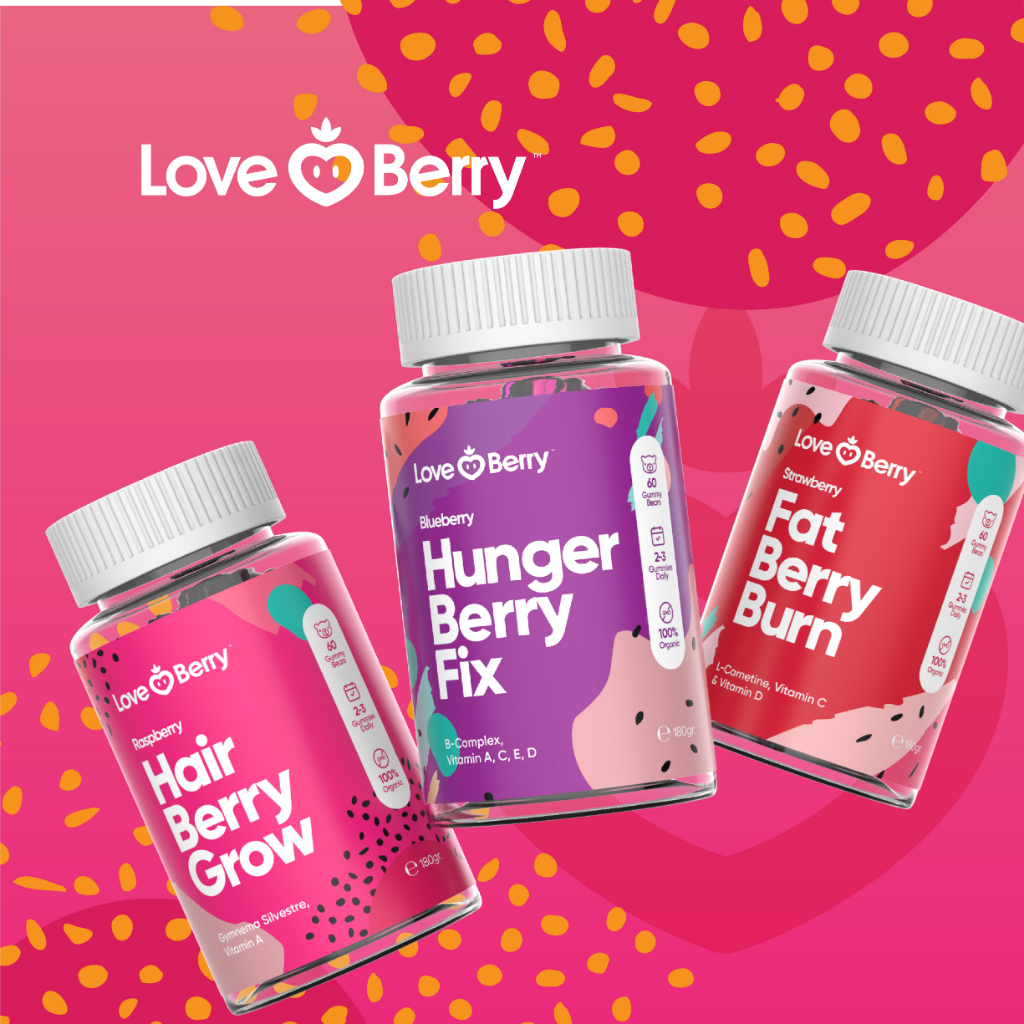 Love Berry™
Love Berry™
Blueberry
Hunger
Berry
Fix
B-Complex,
Vitamin A, C, E, D
60
Gummy
Bears
2-3
Gummies
Daily
100%
Organic
℮ 180gr.
Love Berry™
Strawberry
Fat
Berry
Burn
L-Carnetine, Vitamin C
& Vitamin D
60
Gummy
Bears
2-3
Gummies
Daily
100%
Organic
℮ 180gr.
Love Berry™
Raspberry
Hair
Berry
Grow
Gymnema Silvestre,
Vitamin A
60
Gummy
Bears
2-3
Gummies
Daily
100%
Organic
℮ 180gr.